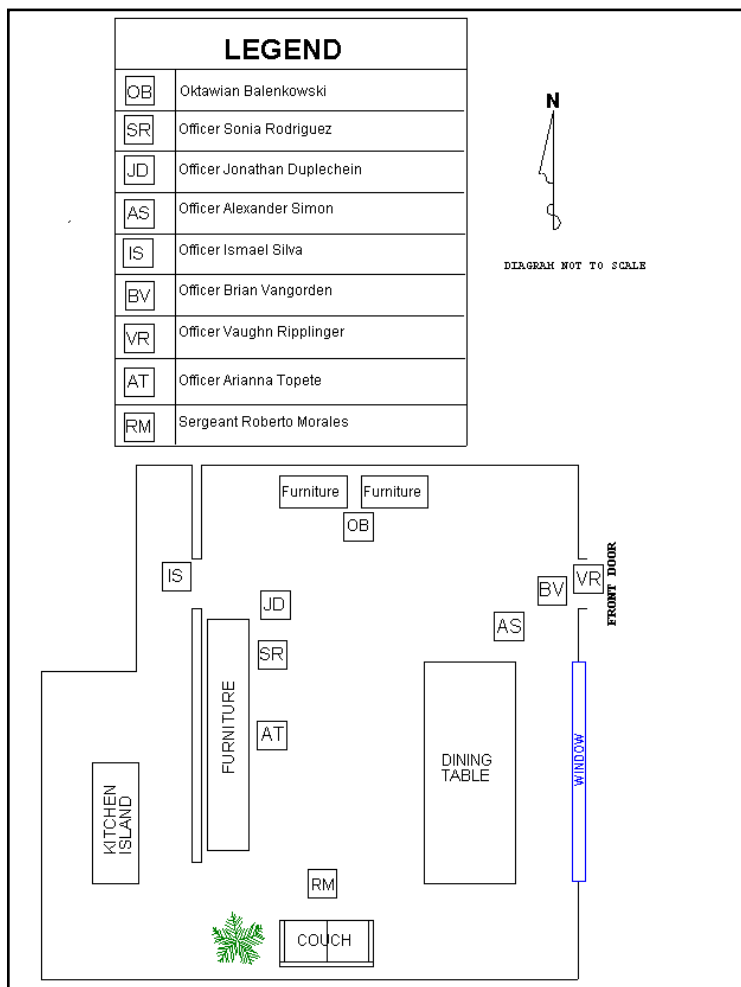 LEGEND
OB Oktawian Balenkowski
SR Officer Sonia Rodriguez
JD Officer Jonathan Duplechein
AS Officer Alexander Simon
IS Officer Ismael Silva
BV Officer Brian Vangorden
VR Officer Vaughn Ripplinger
AT Officer Arianna Topete
RM Sergeant Roberto Morales
N
DIAGRAM NOT TO SCALE
Furniture
Furniture
OB
IS
VR
BV
FRONT DOOR
JD
AS
SR
FURNITURE
AT
WINDOW
DINING
TABLE
KITCHEN
ISLAND
RM
COUCH